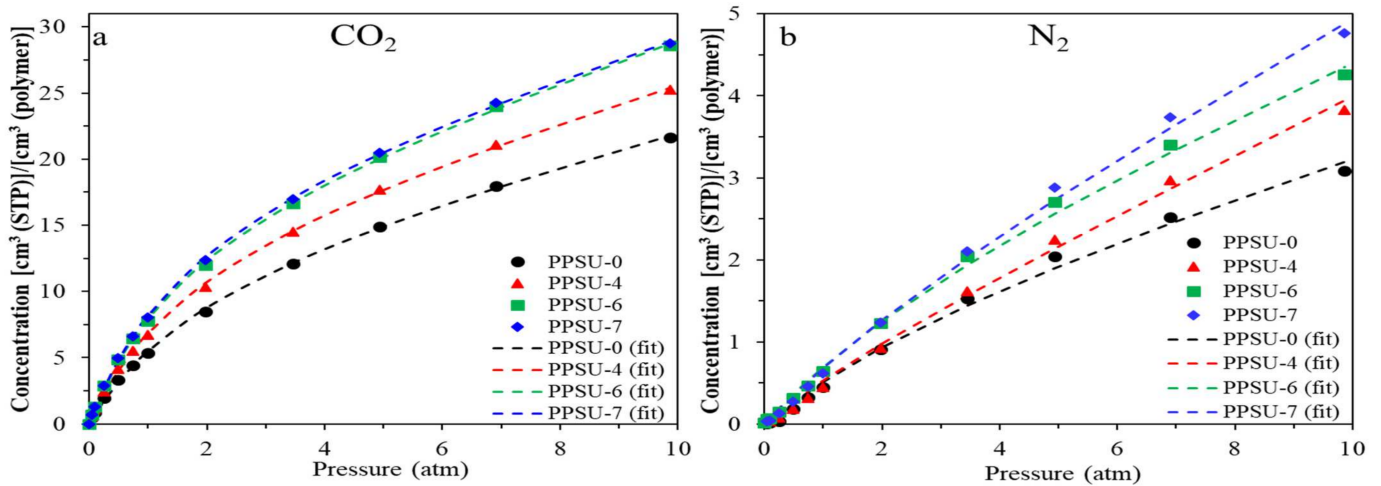 a
CO₂
Concentration [cm³ (STP)]/[cm³ (polymer)]
30
25
20
15
10
5
0
0
2
4
6
8
10
Pressure (atm)
PPSU-0
PPSU-4
PPSU-6
PPSU-7
PPSU-0 (fit)
PPSU-4 (fit)
PPSU-6 (fit)
PPSU-7 (fit)
b
N₂
Concentration [cm³ (STP)]/[cm³ (polymer)]
5
4
3
2
1
0
0
2
4
6
8
10
Pressure (atm)
PPSU-0
PPSU-4
PPSU-6
PPSU-7
PPSU-0 (fit)
PPSU-4 (fit)
PPSU-6 (fit)
PPSU-7 (fit)